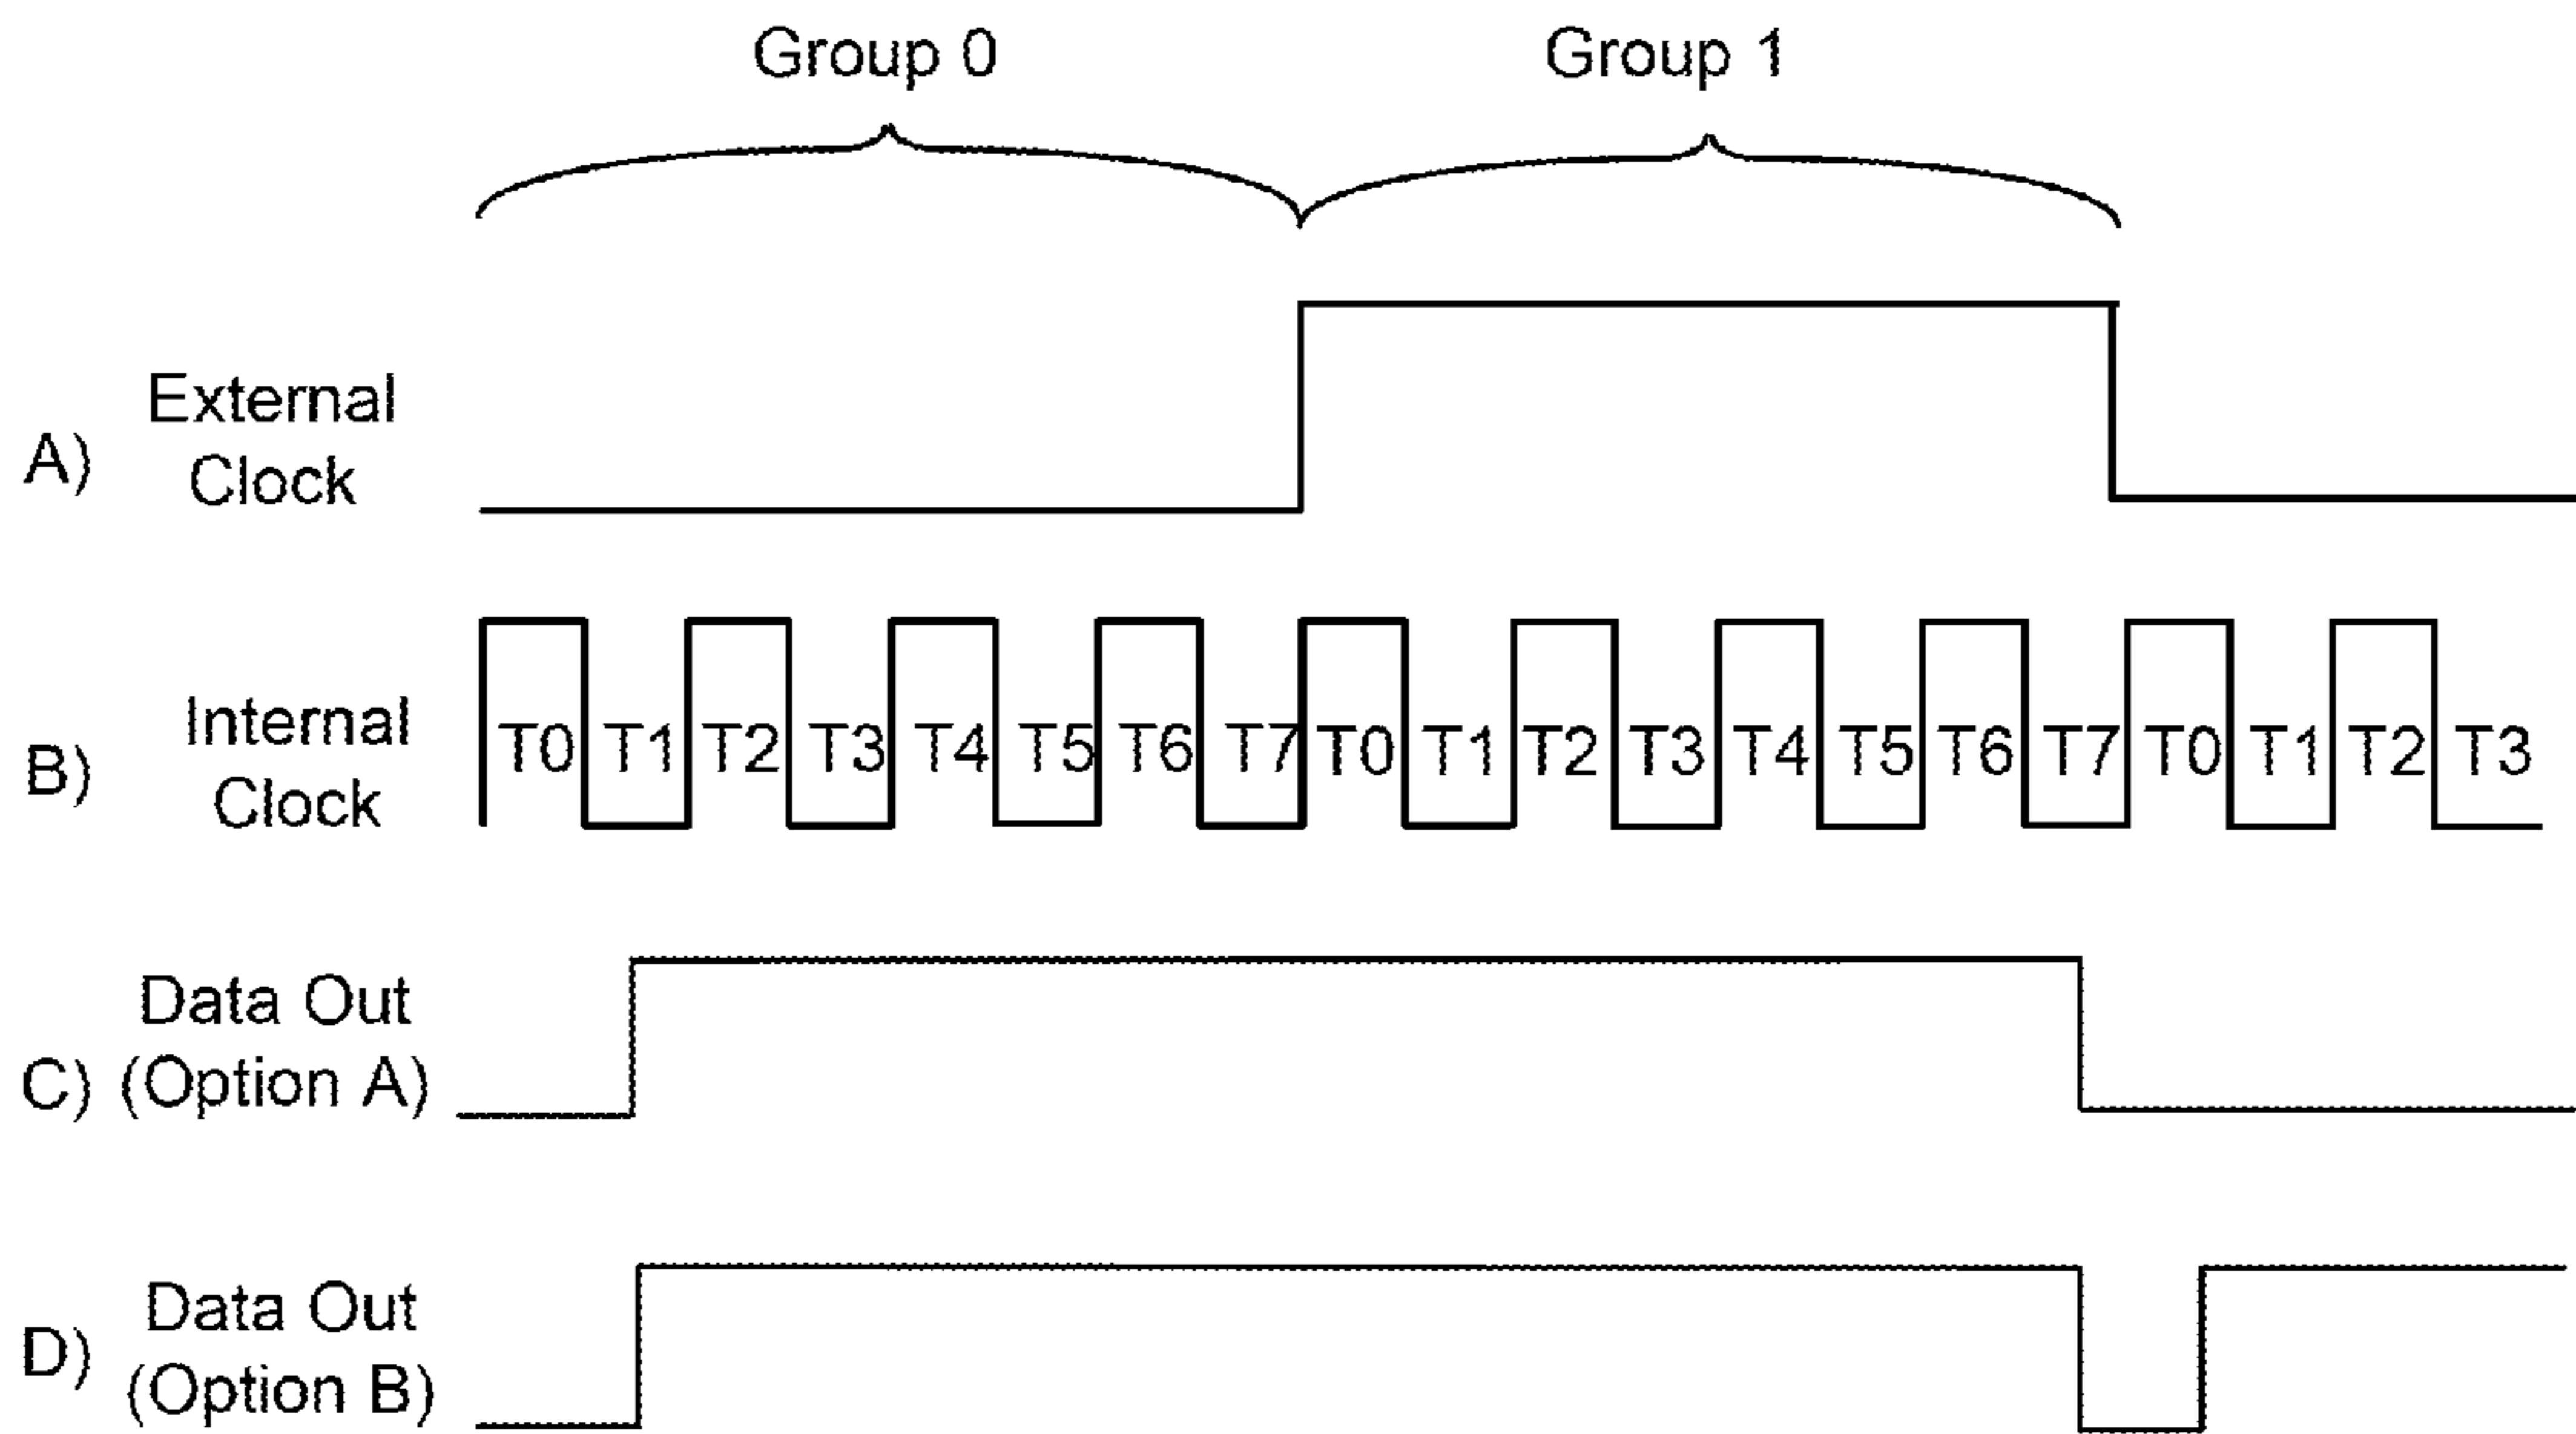 Group 0
Group 1
A)
External
Clock
B)
Internal
Clock
T0 T1 T2 T3 T4 T5 T6 T7 T0 T1 T2 T3 T4 T5 T6 T7 T0 T1 T2 T3
C)
Data Out
(Option A)
D)
Data Out
(Option B)